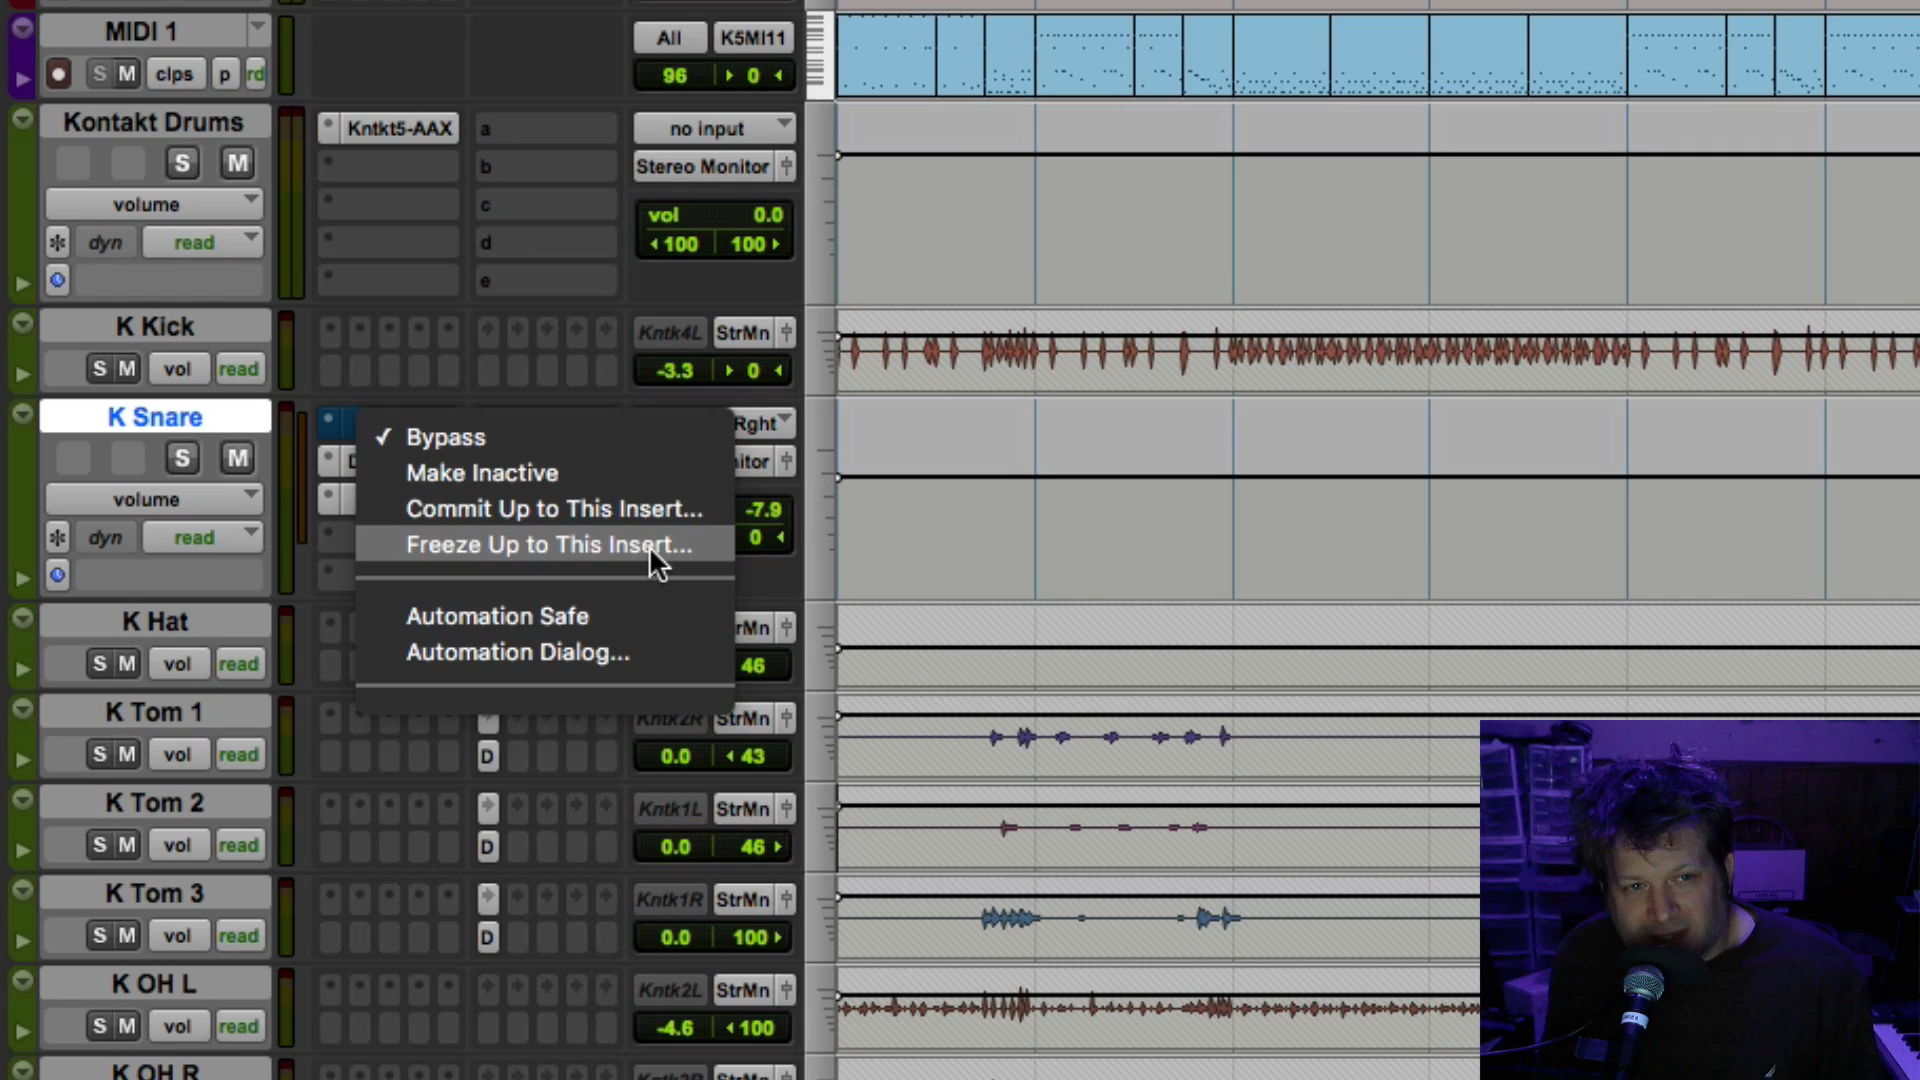 MIDI 1
All
K5MI11
S M
clps
p
rd
96
0
Kontakt Drums
Kntkt5-AAX
a
no input
S
M
b
Stereo Monitor
volume
c
vol
0.0
dyn
read
d
100
100
e
K Kick
Kntk4L
StrMn
S M
vol
read
-3.3
0
K Snare
Rght
Bypass
S
M
itor
Make Inactive
volume
Commit Up to This Insert...
-7.9
dyn
read
Freeze Up to This Insert...
0
K Hat
Automation Safe
rMn
S M
vol
read
Automation Dialog...
46
K Tom 1
Kntk2R
StrMn
S M
vol
read
D
0.0
43
K Tom 2
Kntk1L
StrMn
S M
vol
read
D
0.0
46
K Tom 3
Kntk1R
StrMn
S M
vol
read
D
0.0
100
K OH L
Kntk2L
StrMn
S M
vol
read
-4.6
100
K OH R
StrMn